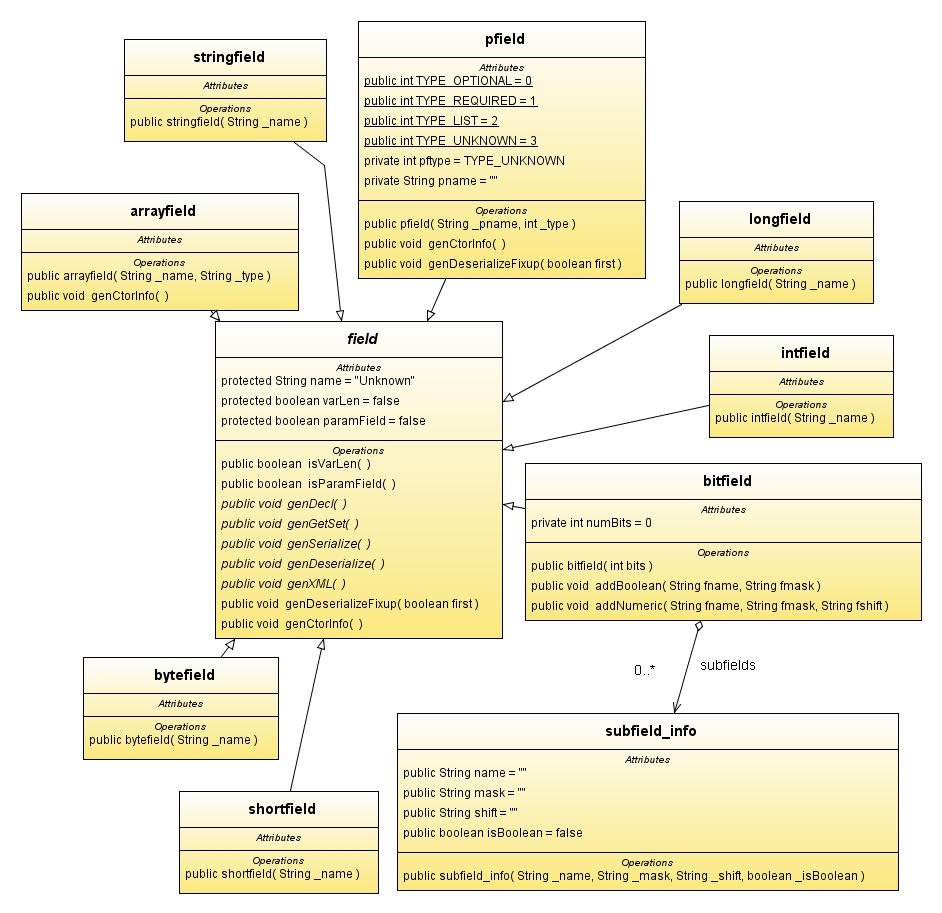 stringfield
Attributes
Operations
public stringfield( String _name )
pfield
Attributes
public int TYPE_OPTIONAL = 0
public int TYPE_REQUIRED = 1
public int TYPE_LIST = 2
public int TYPE_UNKNOWN = 3
private int pftype = TYPE_UNKNOWN
private String pname = ""
Operations
public pfield( String _pname, int _type )
public void genCtorInfo( )
public void genDeserializeFixup( boolean first )
arrayfield
Attributes
Operations
public arrayfield( String _name, String _type )
public void genCtorInfo( )
longfield
Attributes
Operations
public longfield( String _name )
field
Attributes
protected String name = "Unknown"
protected boolean varLen = false
protected boolean paramField = false
Operations
public boolean isVarLen( )
public boolean isParamField( )
public void genDecl( )
public void genGetSet( )
public void genSerialize( )
public void genDeserialize( )
public void genXML( )
public void genDeserializeFixup( boolean first )
public void genCtorInfo( )
intfield
Attributes
Operations
public intfield( String _name )
bitfield
Attributes
private int numBits = 0
Operations
public bitfield( int bits )
public void addBoolean( String fname, String fmask )
public void addNumeric( String fname, String fmask, String fshift )
0..*
subfields
bytefield
Attributes
Operations
public bytefield( String _name )
subfield_info
Attributes
public String name = ""
public String mask = ""
public String shift = ""
public boolean isBoolean = false
Operations
public subfield_info( String _name, String _mask, String _shift, boolean _isBoolean )
shortfield
Attributes
Operations
public shortfield( String _name )